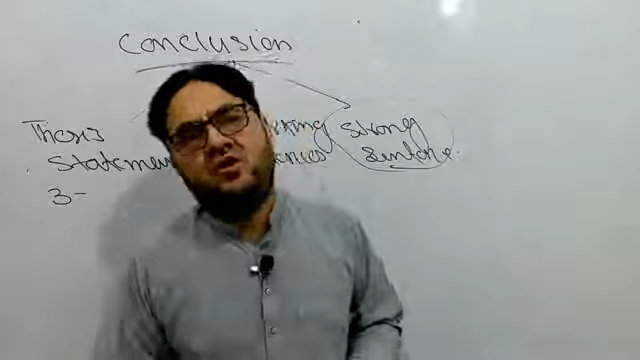 Conclusion
Thesis
Statement
strong
Sentence
3-